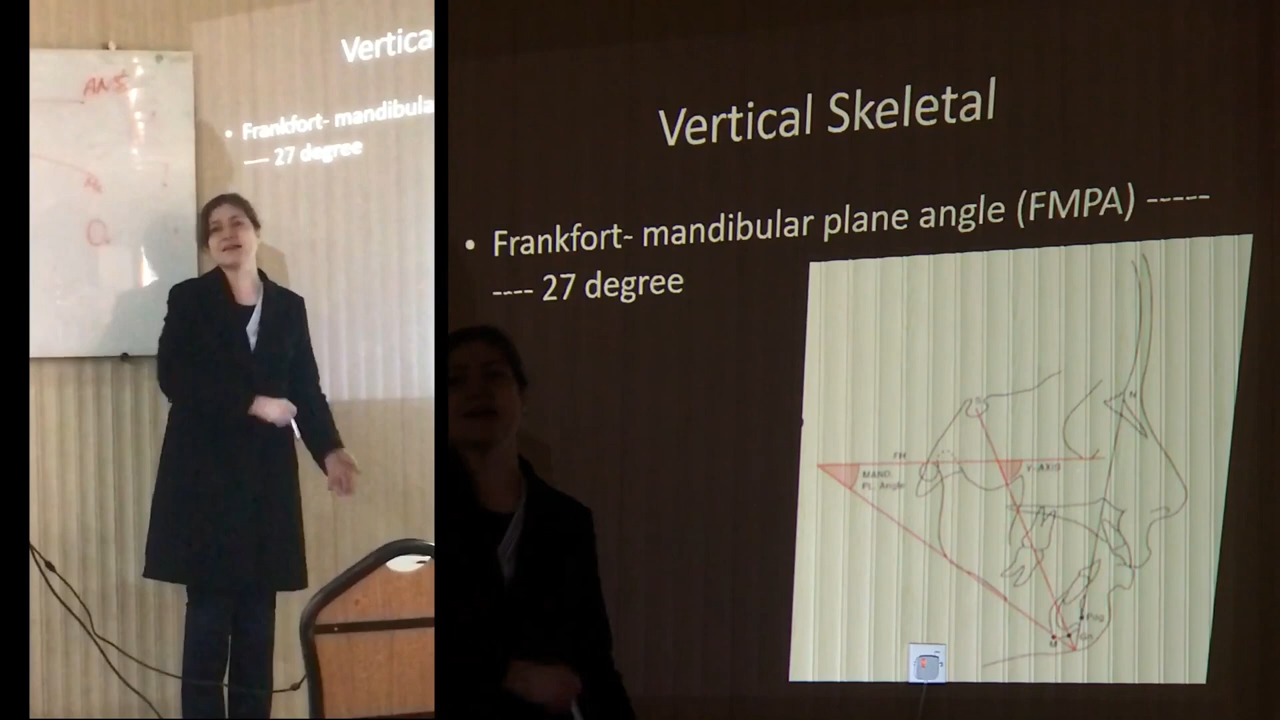 ANS
Me
O
Vertica
• Frankfort- mandibula
---- 27 degree
Vertical Skeletal
• Frankfort- mandibular plane angle (FMPA) -----
---- 27 degree
S
N
FH
MAND.
PL. Angle
Y-AXIS
Pog
Gn
M